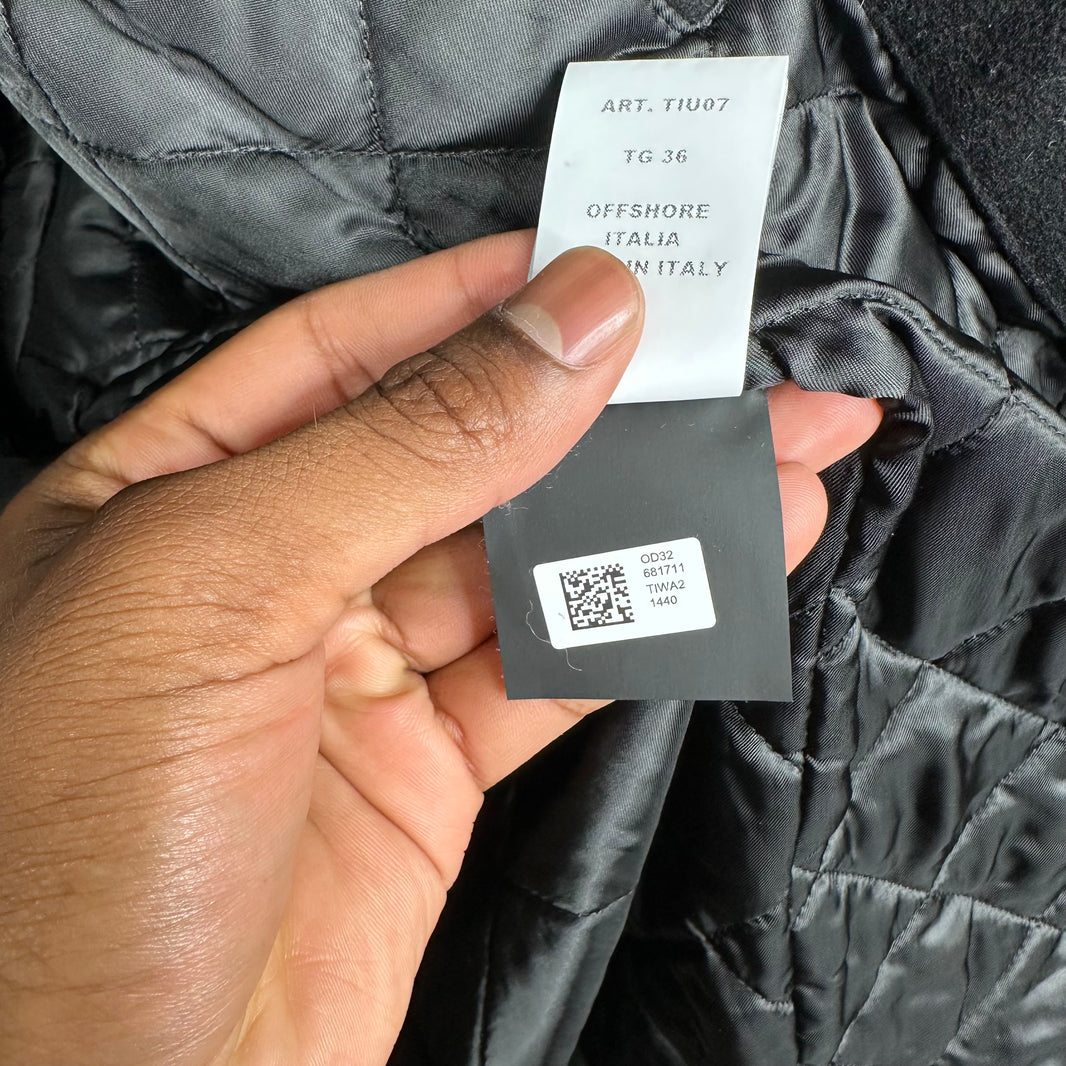 ART. TIU07
TG 36
OFFSHORE
ITALIA
IN ITALY
OD32
681711
TIWA2
1440